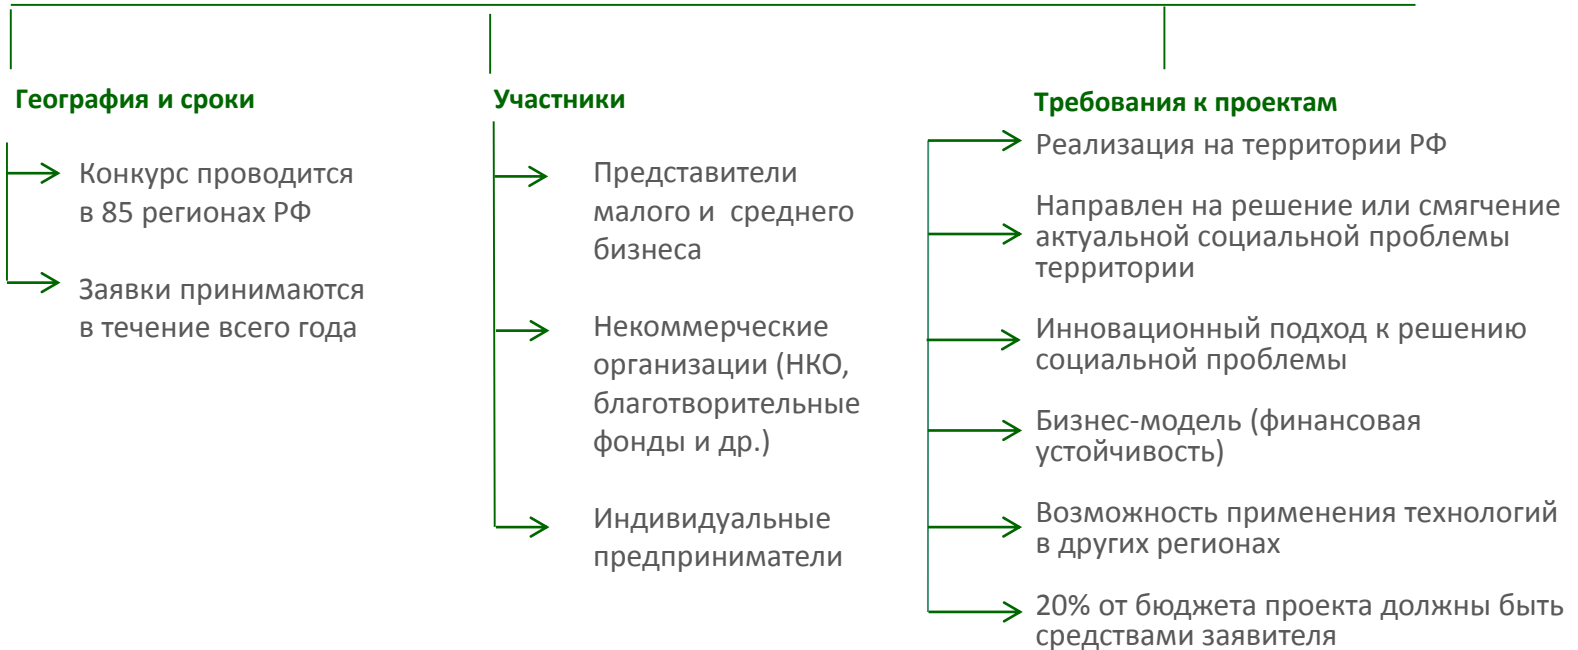 География и сроки
Конкурс проводится
в 85 регионах РФ
Заявки принимаются
в течение всего года
Участники
Представители
малого и среднего
бизнеса
Некоммерческие
организации (НКО,
благотворительные
фонды и др.)
Индивидуальные
предприниматели
Требования к проектам
Реализация на территории РФ
Направлен на решение или смягчение
актуальной социальной проблемы
территории
Инновационный подход к решению
социальной проблемы
Бизнес-модель (финансовая
устойчивость)
Возможность применения технологий
в других регионах
20% от бюджета проекта должны быть
средствами заявителя